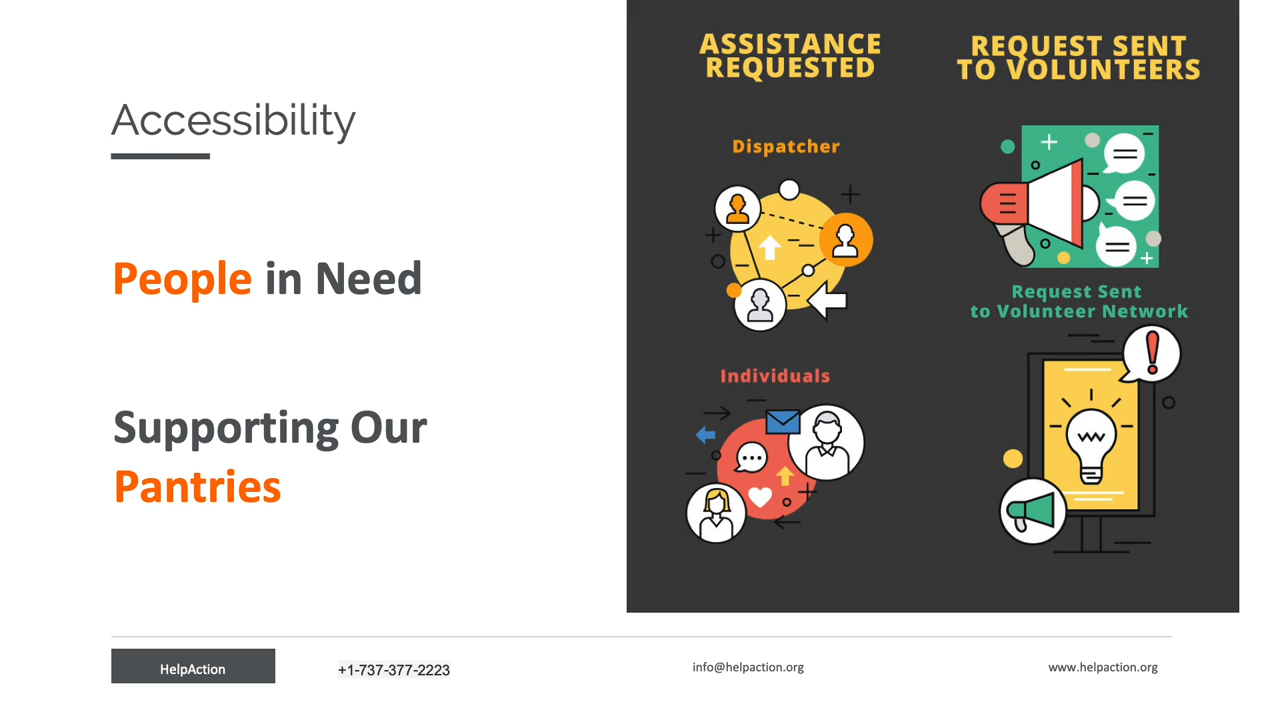 Accessibility
People in Need
Supporting Our
Pantries
ASSISTANCE
REQUESTED
Dispatcher
Individuals
REQUEST SENT
TO VOLUNTEERS
Request Sent
to Volunteer Network
HelpAction
+1-737-377-2223
info@helpaction.org
www.helpaction.org